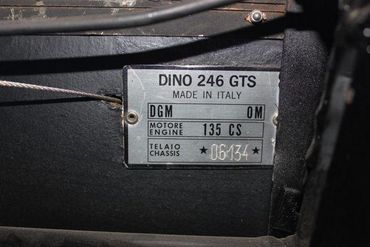 DINO 246 GTS
MADE IN ITALY
DGM OM
MOTORE ENGINE 135 CS
TELAIO CHASSIS ★ 06134 ★